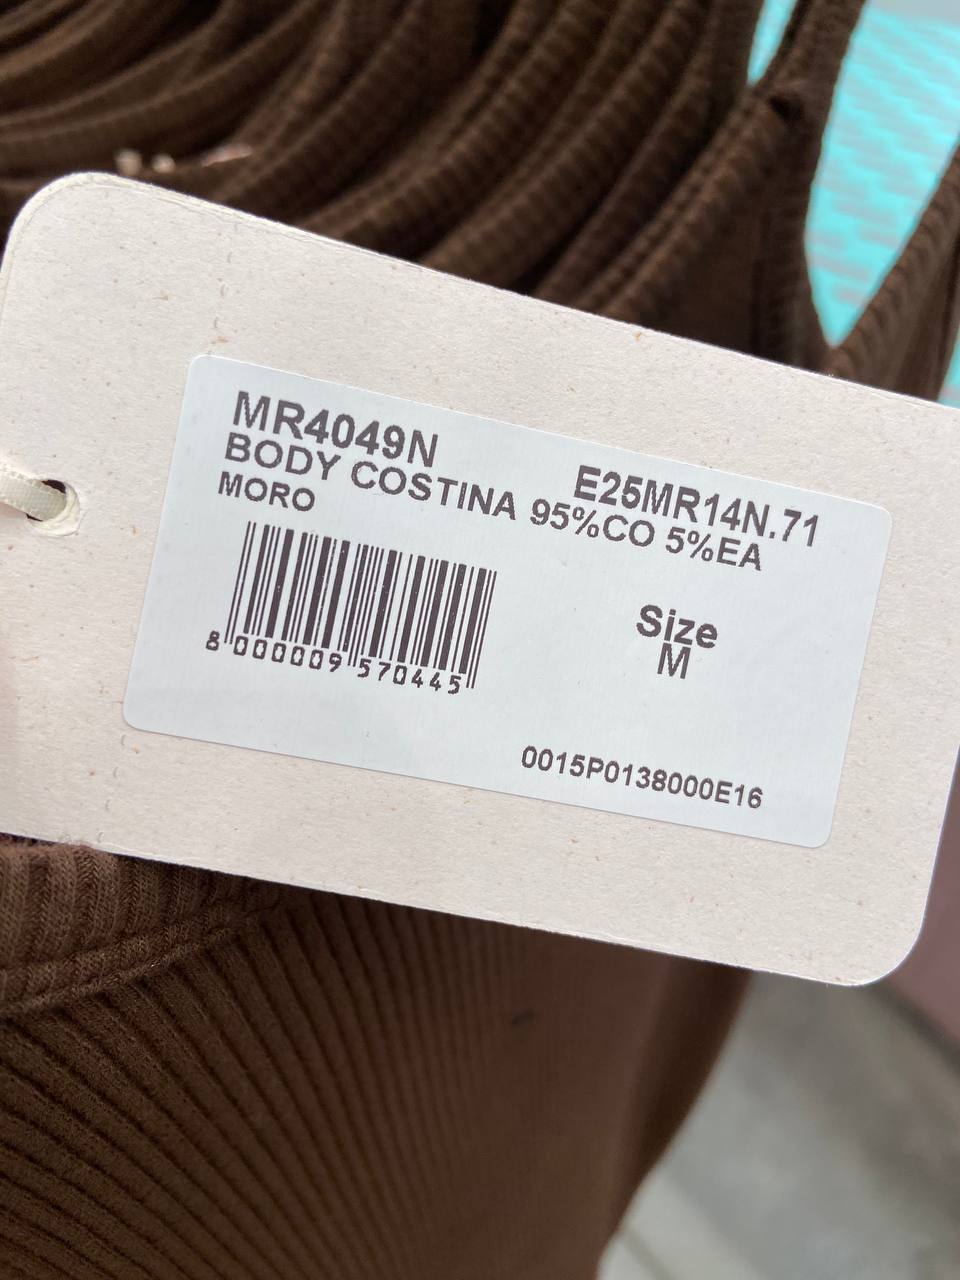 MR4049N
E25MR14N.71
BODY COSTINA 95%CO 5%EA
MORO
8 000009 570445
Size
M
0015P0138000E16